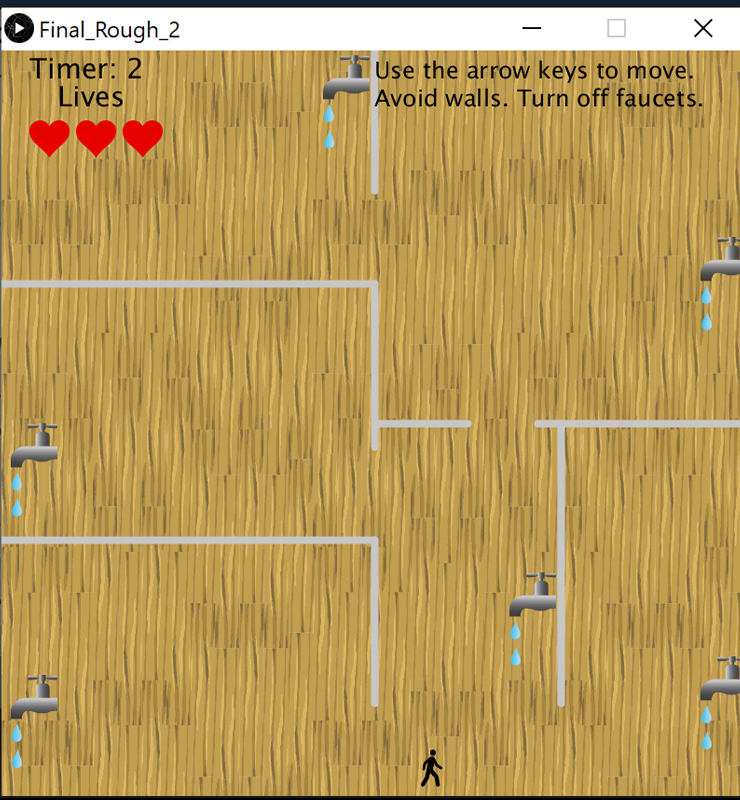 Final_Rough_2
Timer: 2
Lives
Use the arrow keys to move.
Avoid walls. Turn off faucets.